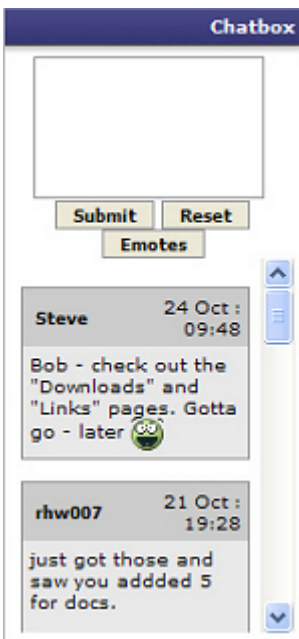 Chatbox
Submit Reset
Emotes
Steve 24 Oct :
09:48
Bob - check out the
"Downloads" and
"Links" pages. Gotta
go - later
rhw007 21 Oct :
19:28
just got those and
saw you addded 5
for docs.